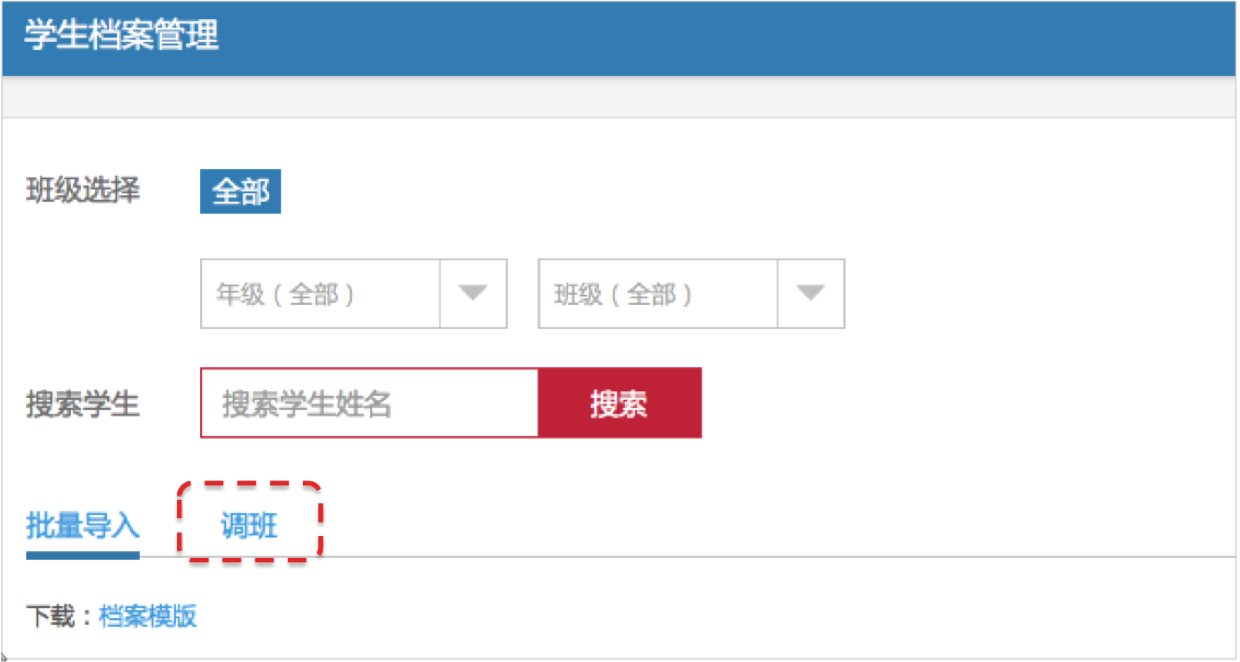 学生档案管理
班级选择 全部
年级（全部） 班级（全部）
搜索学生 搜索学生姓名 搜索
批量导入 调班
下载：档案模版